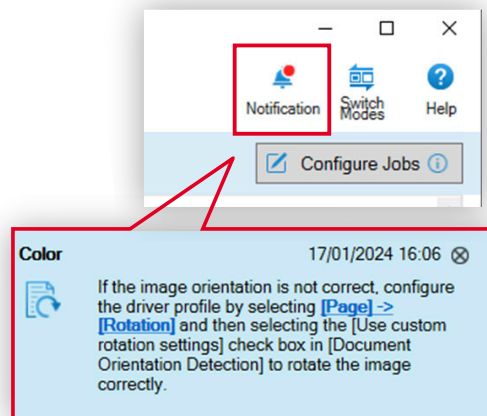 Notification
Switch
Modes
Help
Configure Jobs
Color 17/01/2024 16:06
If the image orientation is not correct, configure
the driver profile by selecting [Page] ->
[Rotation] and then selecting the [Use custom
rotation settings] check box in [Document
Orientation Detection] to rotate the image
correctly.